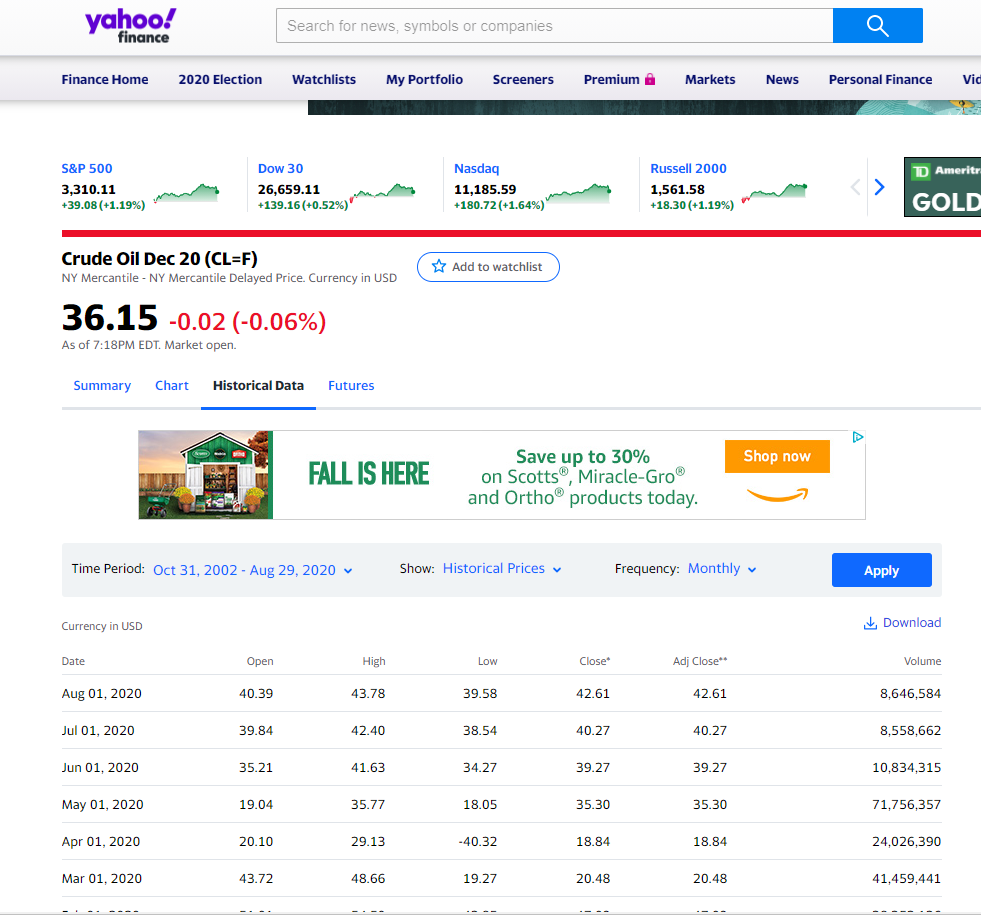 yahoo!
finance
Search for news, symbols or companies
Finance Home 2020 Election Watchlists My Portfolio Screeners Premium Markets News Personal Finance Vid
S&P 500 Dow 30 Nasdaq Russell 2000
3,310.11 26,659.11 11,185.59 1,561.58
+39.08 (+1.19%) +139.16 (+0.52%) +180.72 (+1.64%) +18.30 (+1.19%)
TD Ameritr
GOLD
Crude Oil Dec 20 (CL=F)
NY Mercantile - NY Mercantile Delayed Price. Currency in USD
Add to watchlist
36.15 -0.02 (-0.06%)
As of 7:18PM EDT. Market open.
Summary Chart Historical Data Futures
FALL IS HERE
Save up to 30%
on Scotts®, Miracle-Gro®
and Ortho® products today.
Shop now
Time Period: Oct 31, 2002 - Aug 29, 2020 Show: Historical Prices Frequency: Monthly Apply
Currency in USD Download
Date Open High Low Close* Adj Close** Volume
Aug 01, 2020 40.39 43.78 39.58 42.61 42.61 8,646,584
Jul 01, 2020 39.84 42.40 38.54 40.27 40.27 8,558,662
Jun 01, 2020 35.21 41.63 34.27 39.27 39.27 10,834,315
May 01, 2020 19.04 35.77 18.05 35.30 35.30 71,756,357
Apr 01, 2020 20.10 29.13 -40.32 18.84 18.84 24,026,390
Mar 01, 2020 43.72 48.66 19.27 20.48 20.48 41,459,441